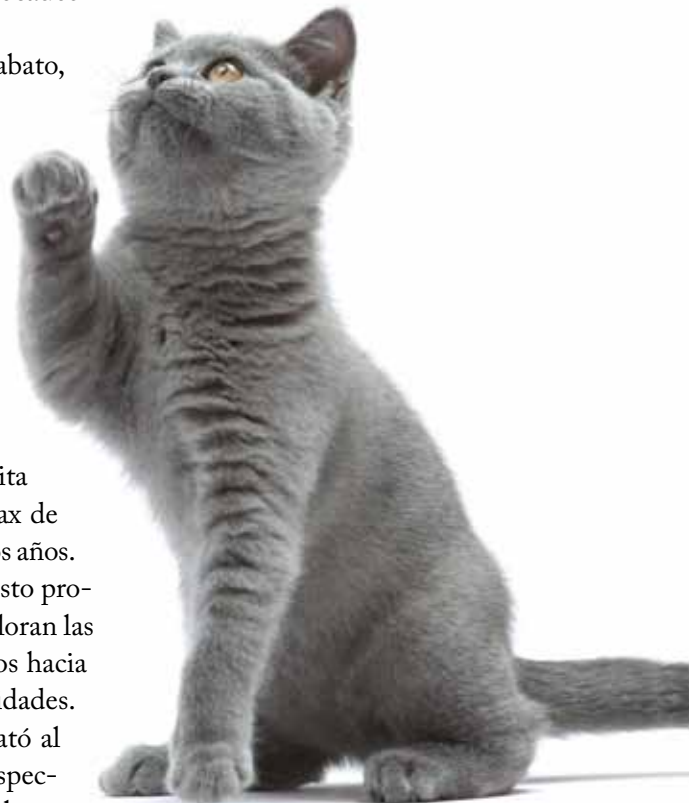 abato,
ita
ax de
s años.
sto pro-
loran las
os hacia
idades.
ató al
spec-